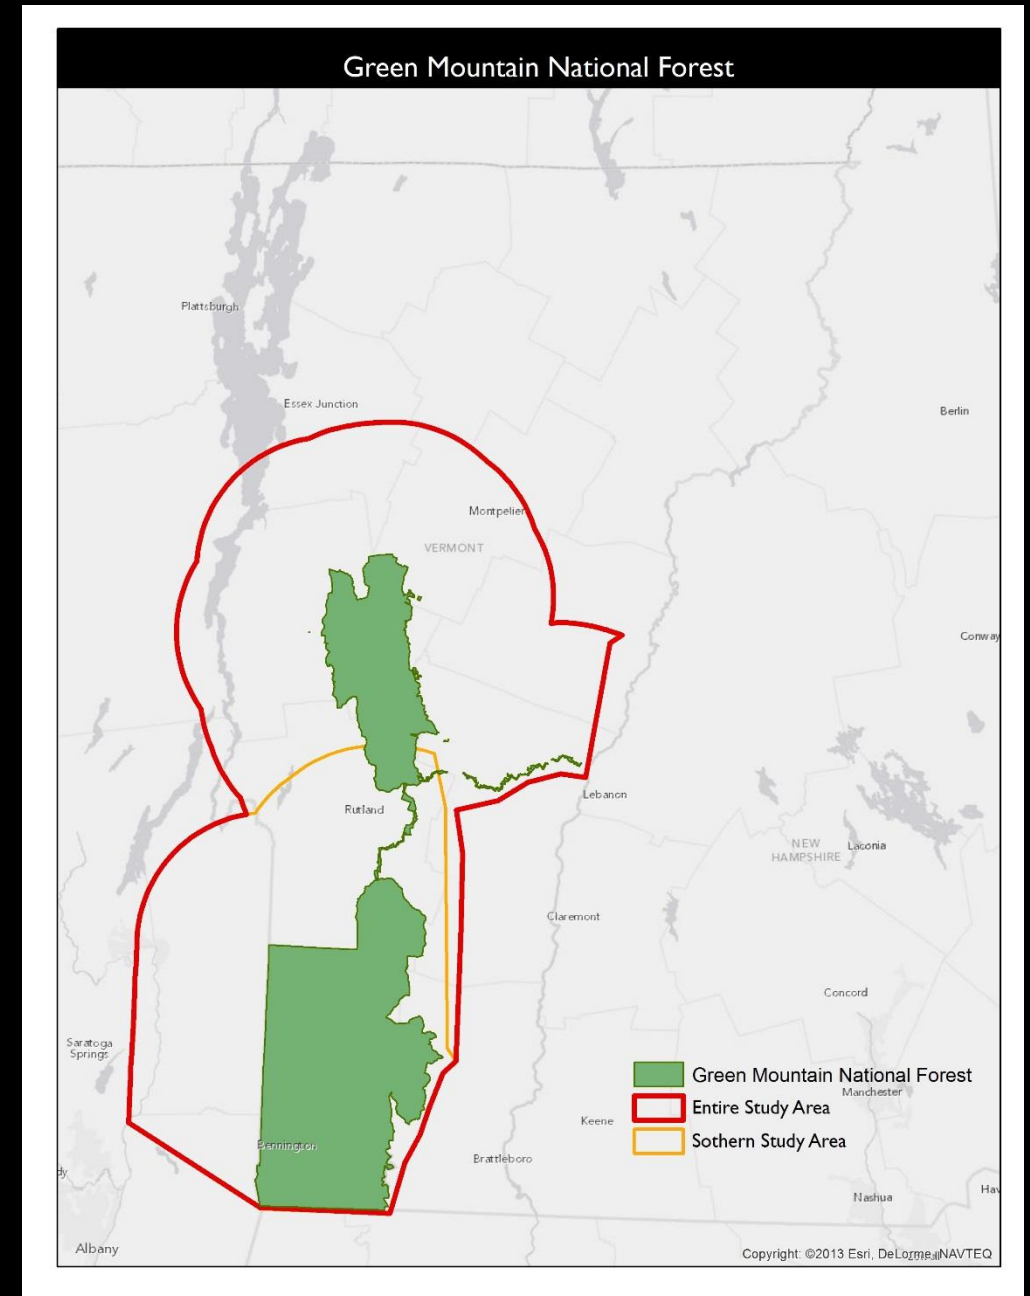 Green Mountain National Forest
Plattsburgh
Essex Junction
Berlin
Montpelier
VERMONT
Conway
Lebanon
Rutland
NEW
HAMPSHIRE
Laconia
Claremont
Concord
Saratoga
Springs
Green Mountain National Forest
Manchester
Entire Study Area
Keene
Sothern Study Area
Bennington
Brattleboro
dy
Nashua
Hav
Albany
Copyright: ©2013 Esri, DeLorme, NAVTEQ